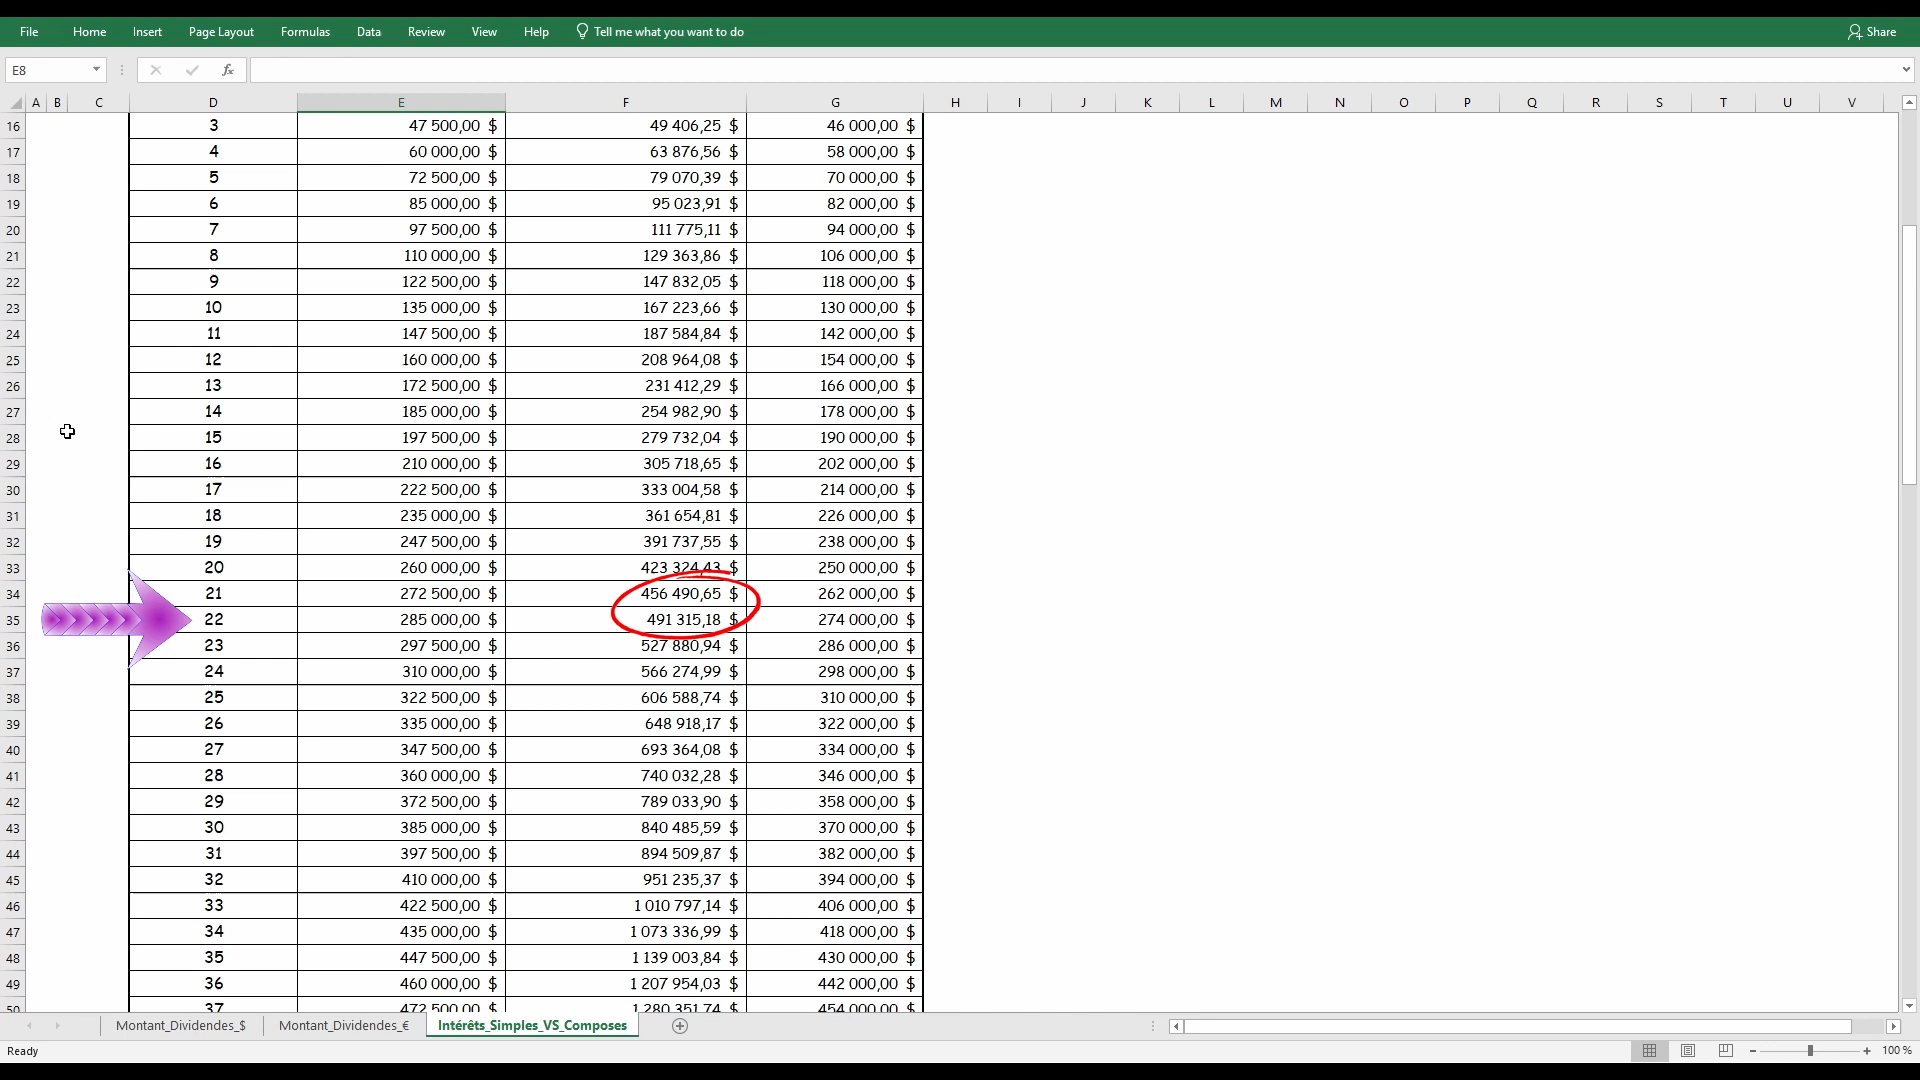 File Home Insert Page Layout Formulas Data Review View Help Tell me what you want to do Share
E8 fx
A B C D E F G H I J K L M N O P Q R S T U V
16 3 47 500,00 $ 49 406,25 $ 46 000,00 $
17 4 60 000,00 $ 63 876,56 $ 58 000,00 $
18 5 72 500,00 $ 79 070,39 $ 70 000,00 $
19 6 85 000,00 $ 95 023,91 $ 82 000,00 $
20 7 97 500,00 $ 111 775,11 $ 94 000,00 $
21 8 110 000,00 $ 129 363,86 $ 106 000,00 $
22 9 122 500,00 $ 147 832,05 $ 118 000,00 $
23 10 135 000,00 $ 167 223,66 $ 130 000,00 $
24 11 147 500,00 $ 187 584,84 $ 142 000,00 $
25 12 160 000,00 $ 208 964,08 $ 154 000,00 $
26 13 172 500,00 $ 231 412,29 $ 166 000,00 $
27 14 185 000,00 $ 254 982,90 $ 178 000,00 $
28 15 197 500,00 $ 279 732,04 $ 190 000,00 $
29 16 210 000,00 $ 305 718,65 $ 202 000,00 $
30 17 222 500,00 $ 333 004,58 $ 214 000,00 $
31 18 235 000,00 $ 361 654,81 $ 226 000,00 $
32 19 247 500,00 $ 391 737,55 $ 238 000,00 $
33 20 260 000,00 $ 423 324,43 $ 250 000,00 $
34 21 272 500,00 $ 456 490,65 $ 262 000,00 $
35 22 285 000,00 $ 491 315,18 $ 274 000,00 $
36 23 297 500,00 $ 527 880,94 $ 286 000,00 $
37 24 310 000,00 $ 566 274,99 $ 298 000,00 $
38 25 322 500,00 $ 606 588,74 $ 310 000,00 $
39 26 335 000,00 $ 648 918,17 $ 322 000,00 $
40 27 347 500,00 $ 693 364,08 $ 334 000,00 $
41 28 360 000,00 $ 740 032,28 $ 346 000,00 $
42 29 372 500,00 $ 789 033,90 $ 358 000,00 $
43 30 385 000,00 $ 840 485,59 $ 370 000,00 $
44 31 397 500,00 $ 894 509,87 $ 382 000,00 $
45 32 410 000,00 $ 951 235,37 $ 394 000,00 $
46 33 422 500,00 $ 1 010 797,14 $ 406 000,00 $
47 34 435 000,00 $ 1 073 336,99 $ 418 000,00 $
48 35 447 500,00 $ 1 139 003,84 $ 430 000,00 $
49 36 460 000,00 $ 1 207 954,03 $ 442 000,00 $
50 37 472 500,00 $ 1 280 351,74 $ 454 000,00 $
Montant_Dividendes_$ Montant_Dividendes_€ Intérêts_Simples_VS_Composes
Ready 100 %